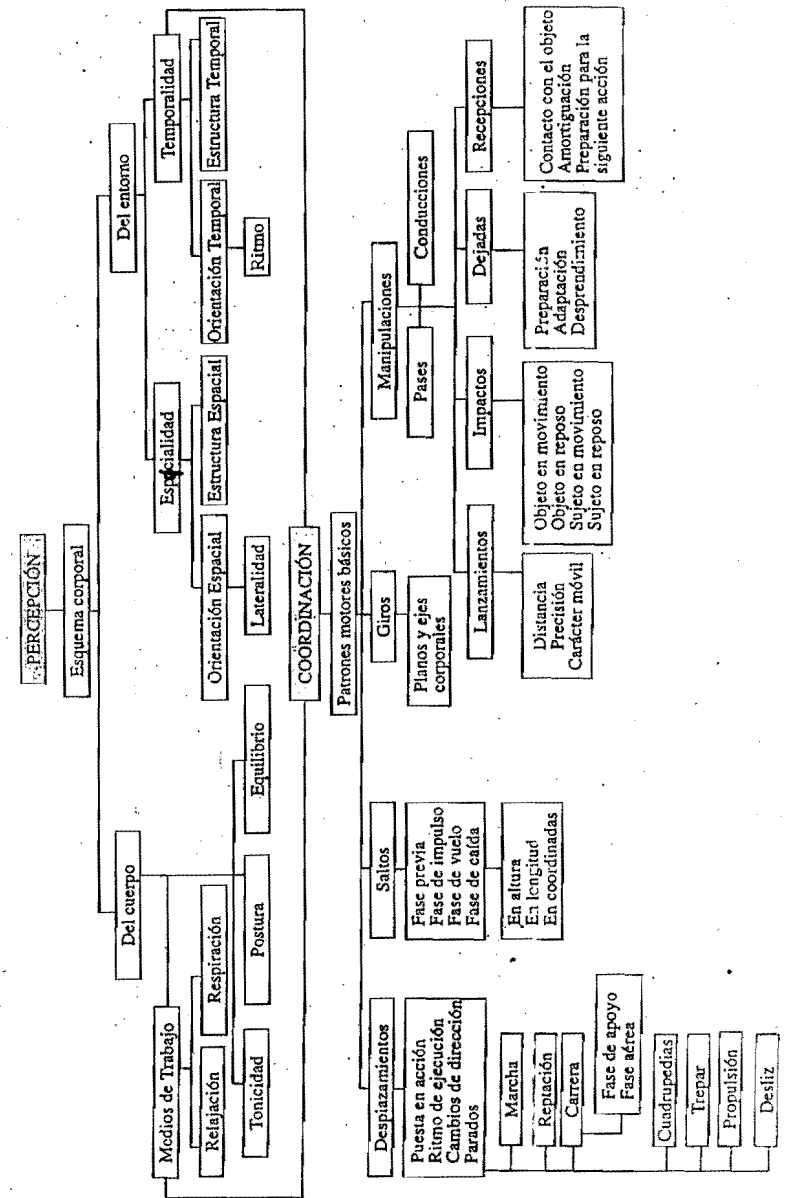 PERCEPCIÓN
Esquema corporal
Del cuerpo
Del entorno
Medios de Trabajo
Espacialidad
Temporalidad
Relajación
Respiración
Orientación Espacial
Estructura Espacial
Orientación Temporal
Estructura Temporal
Tonicidad
Postura
Equilibrio
Lateralidad
Ritmo
COORDINACIÓN
Patrones motores básicos
Desplazamientos
Saltos
Giros
Manipulaciones
Puesta en acción
Ritmo de ejecución
Cambios de dirección
Parados
Fase previa
Fase de impulso
Fase de vuelo
Fase de caída
Planos y ejes
corporales
Pases
Conducciones
Marcha
Reptación
Carrera
Fase de apoyo
Fase aérea
Cuadrupedias
Trepar
Propulsión
Desliz
En altura
En longitud
En coordinadas
Lanzamientos
Impactos
Dejadas
Recepciones
Distancia
Precisión
Carácter móvil
Objeto en movimiento
Objeto en reposo
Sujeto en movimiento
Sujeto en reposo
Preparación
Adaptación
Desprendimiento
Contacto con el objeto
Amortiguación
Preparación para la
siguiente acción